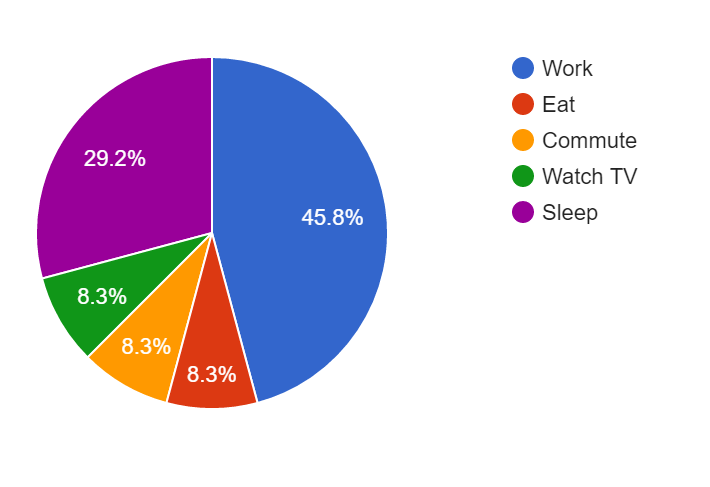 29.2%
45.8%
8.3%
8.3%
8.3%
Work
Eat
Commute
Watch TV
Sleep